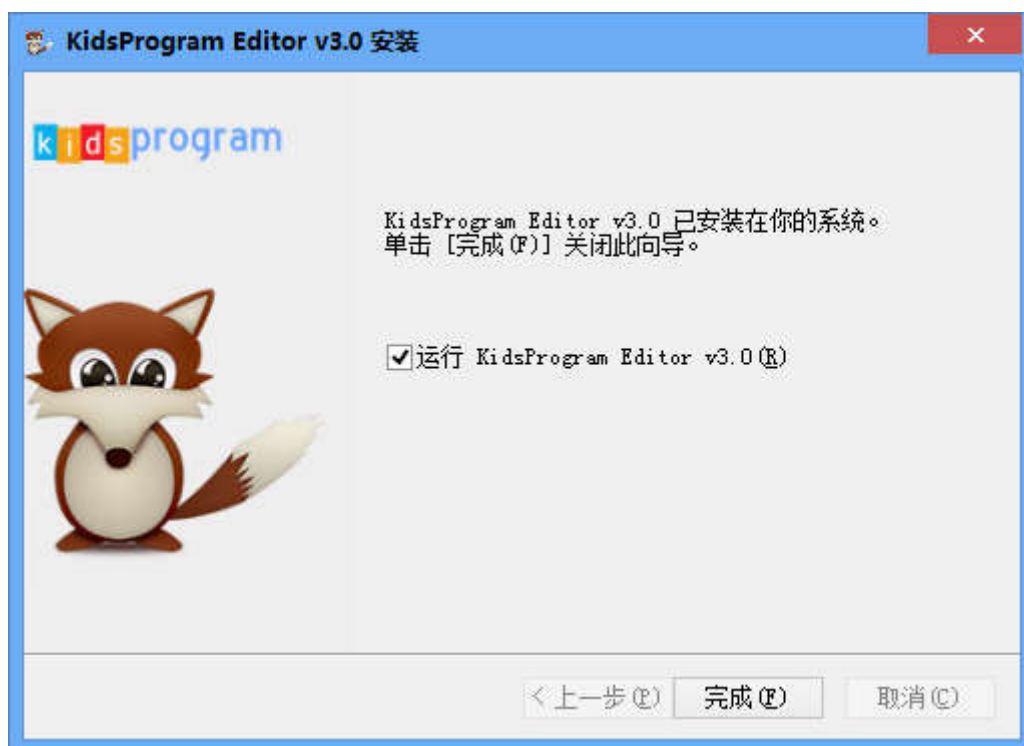 KidsProgram Editor v3.0 安装
kidsprogram
KidsProgram Editor v3.0 已安装在你的系统。
单击 [完成(F)] 关闭此向导。
运行 KidsProgram Editor v3.0(R)
< 上一步(P)
完成(F)
取消(C)